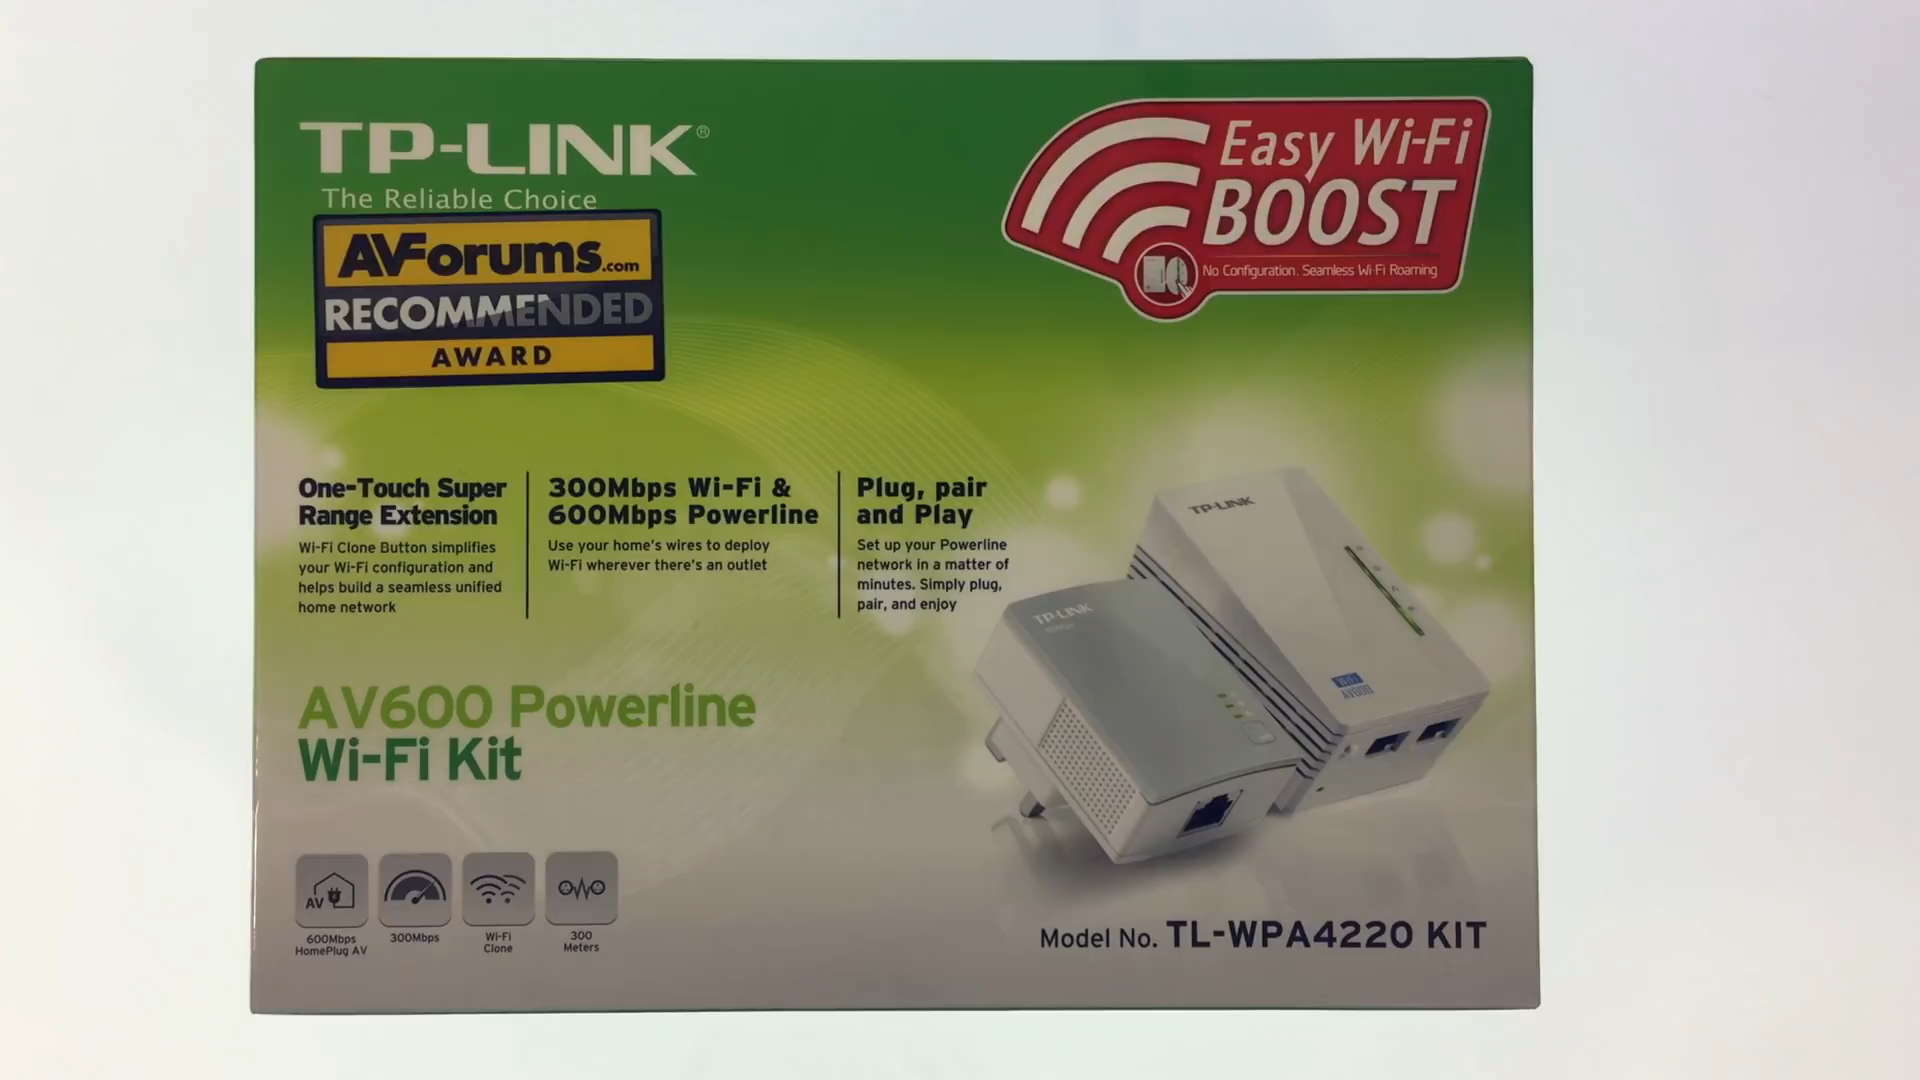 TP-LINK®
The Reliable Choice
AVForums.com
RECOMMENDED
AWARD
Easy Wi-Fi
BOOST
No Configuration. Seamless Wi-Fi Roaming
One-Touch Super
Range Extension
Wi-Fi Clone Button simplifies
your Wi-Fi configuration and
helps build a seamless unified
home network
300Mbps Wi-Fi &
600Mbps Powerline
Use your home's wires to deploy
Wi-Fi wherever there's an outlet
Plug, pair
and Play
Set up your Powerline
network in a matter of
minutes. Simply plug,
pair, and enjoy
TP-LINK
TP-LINK
WiFi
AV600
AV600 Powerline
Wi-Fi Kit
AV
600Mbps
HomePlug AV
300Mbps
Wi-Fi
Clone
300
Meters
Model No. TL-WPA4220 KIT